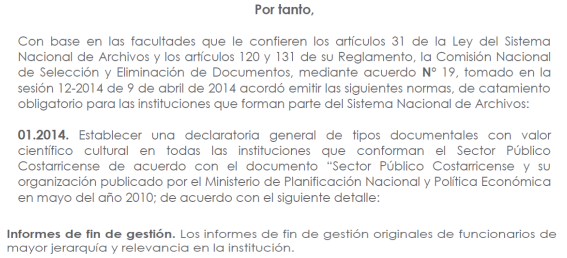 Por tanto,
Con base en las facultades que le confieren los artículos 31 de la Ley del Sistema
Nacional de Archivos y los artículos 120 y 131 de su Reglamento, la Comisión Nacional
de Selección y Eliminación de Documentos, mediante acuerdo Nº 19, tomado en la
sesión 12-2014 de 9 de abril de 2014 acordó emitir las siguientes normas, de catamiento
obligatorio para las instituciones que forman parte del Sistema Nacional de Archivos:
01.2014. Establecer una declaratoria general de tipos documentales con valor
científico cultural en todas las instituciones que conforman el Sector Público
Costarricense de acuerdo con el documento “Sector Público Costarricense y su
organización publicado por el Ministerio de Planificación Nacional y Política Económica
en mayo del año 2010; de acuerdo con el siguiente detalle:
Informes de fin de gestión. Los informes de fin de gestión originales de funcionarios de
mayor jerarquía y relevancia en la institución.